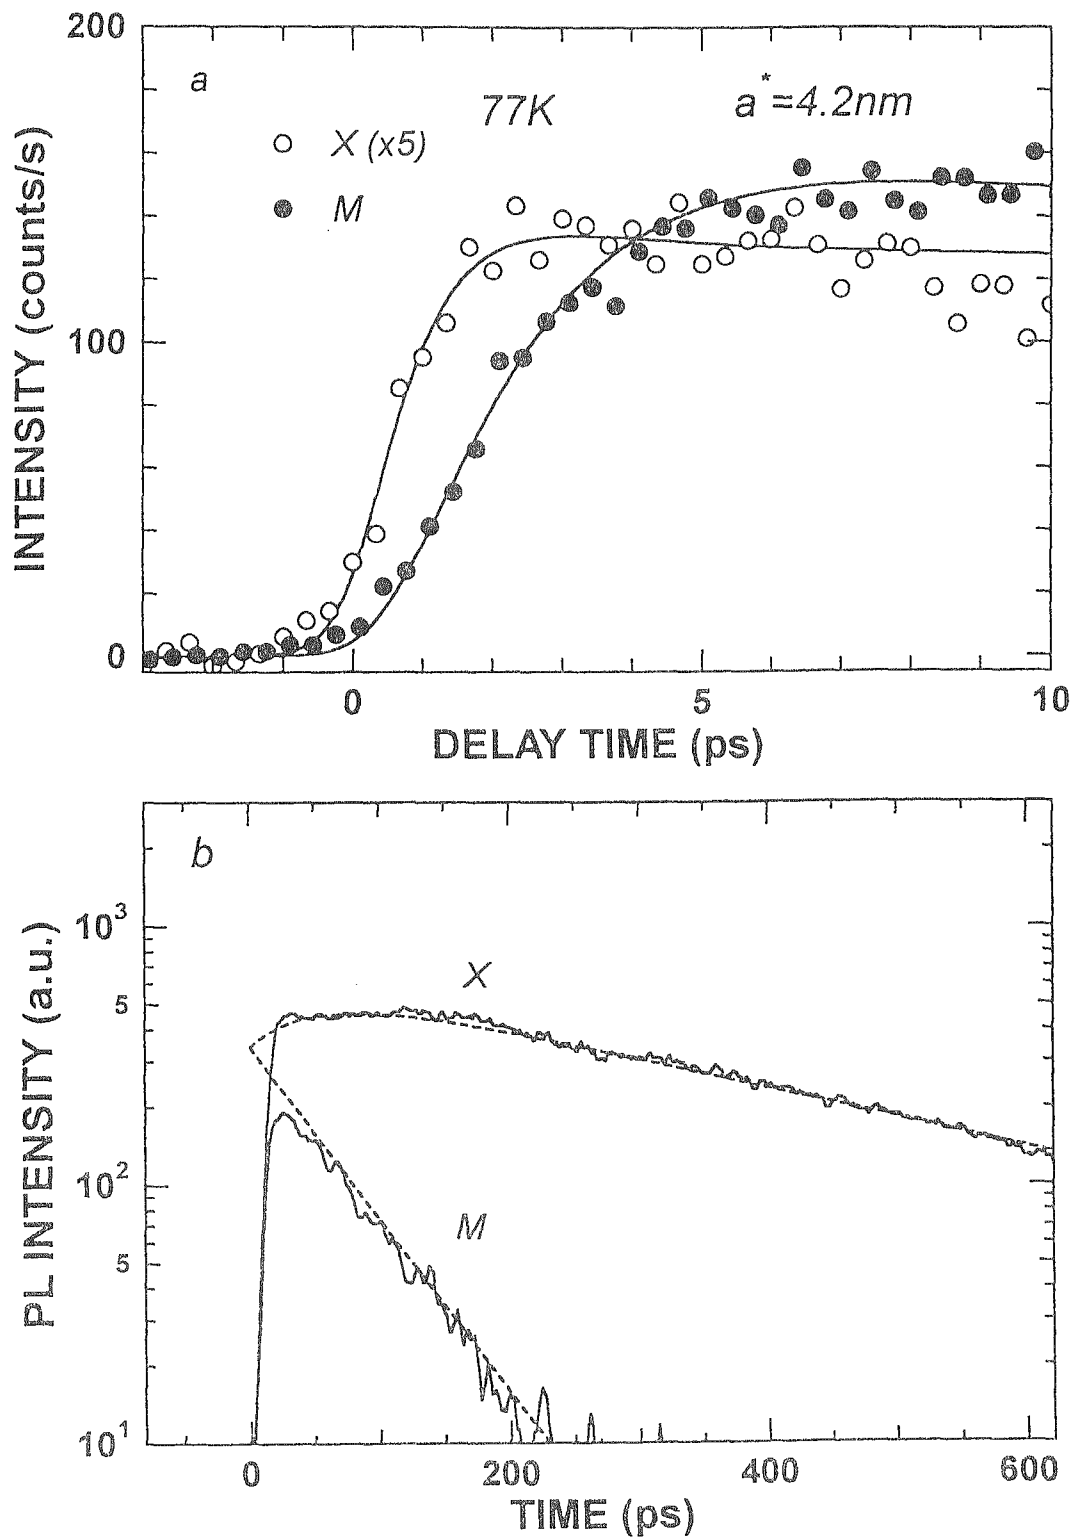 200
a
77K
a*=4.2nm
X (x5)
M
INTENSITY (counts/s)
100
0
0
5
10
DELAY TIME (ps)
b
10³
X
5
PL INTENSITY (a.u.)
10²
M
5
10¹
0
200
400
600
TIME (ps)